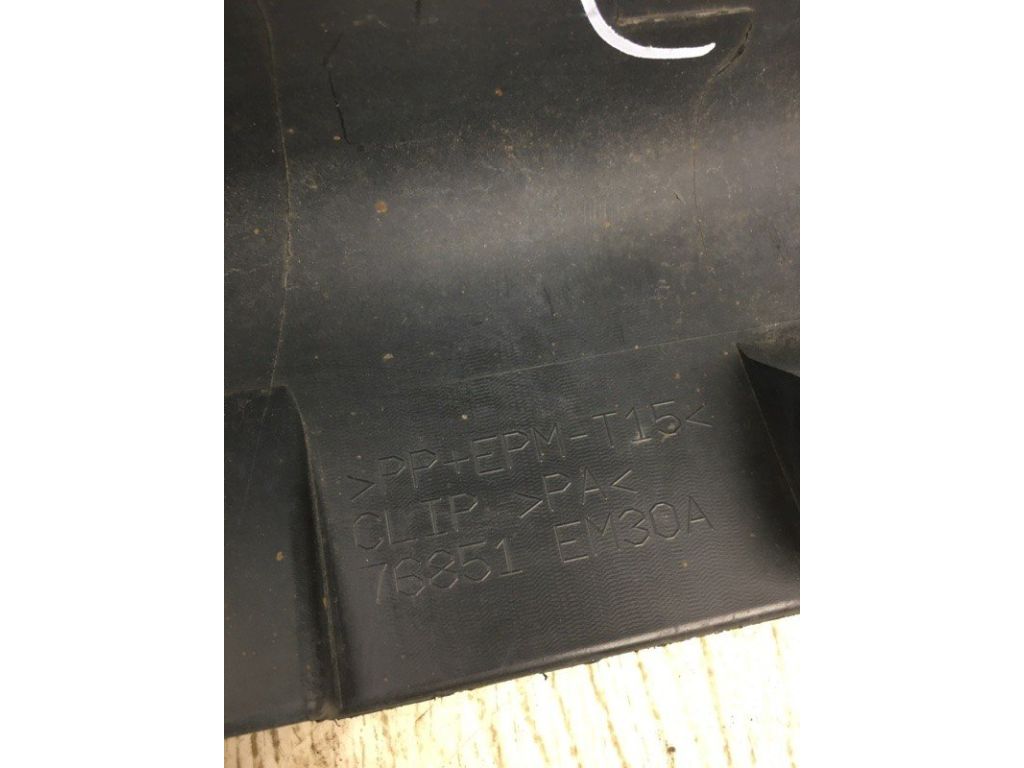 >PP+EPM-T15<
CLIP >PA<
76851 EM30A